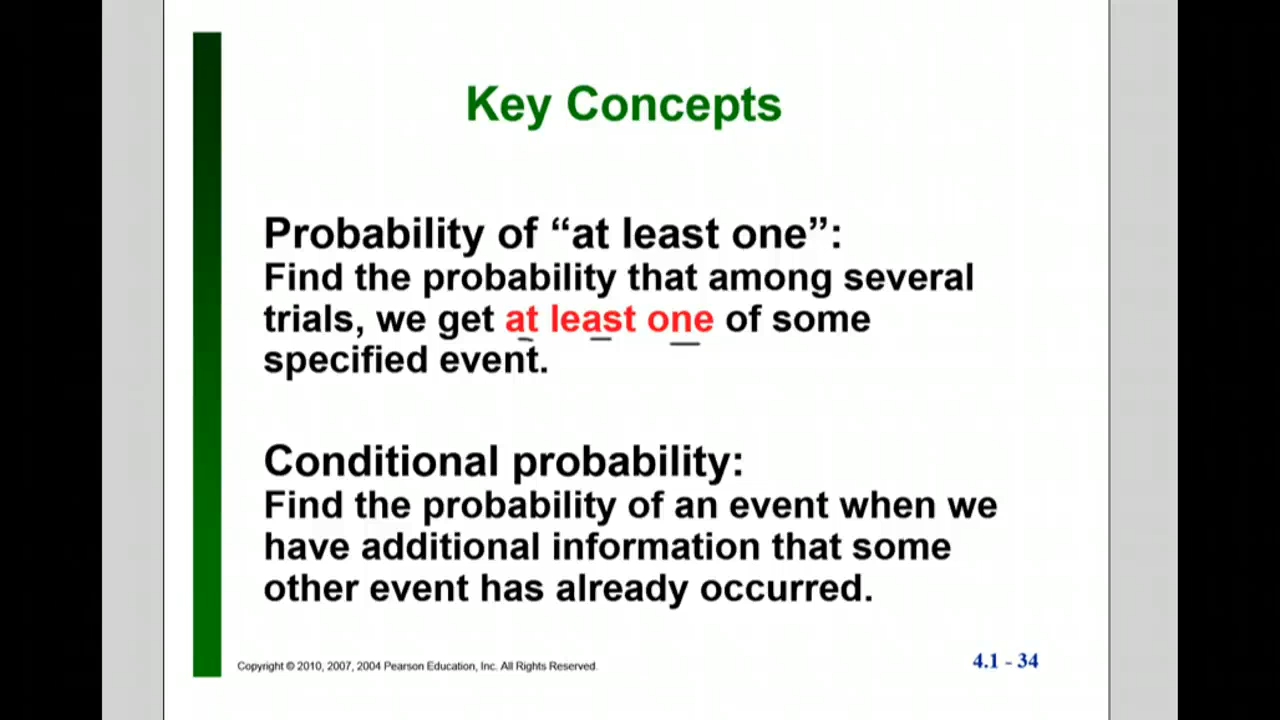 Key Concepts
Probability of “at least one”:
Find the probability that among several
trials, we get at least one of some
specified event.
Conditional probability:
Find the probability of an event when we
have additional information that some
other event has already occurred.
Copyright © 2010, 2007, 2004 Pearson Education, Inc. All Rights Reserved.
4.1 - 34